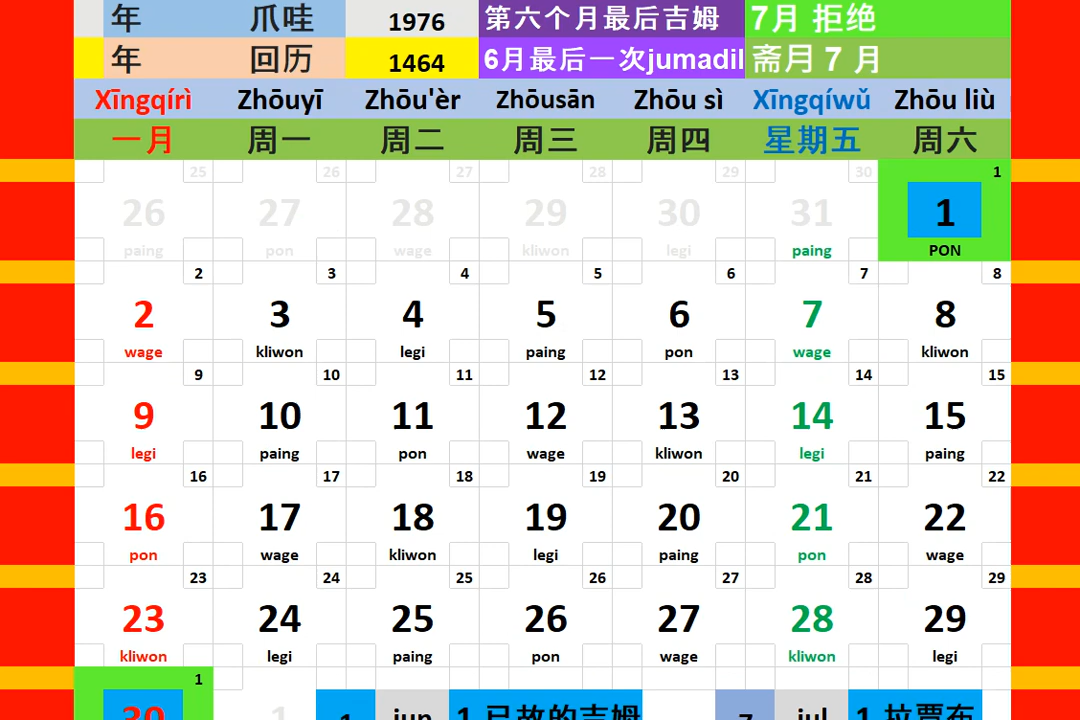 年 爪哇 1976 第六个月最后吉姆 7月 拒绝
年 回历 1464 6月最后一次jumadil 斋月 7 月
Xīngqírì Zhōuyī Zhōu'èr Zhōusān Zhōu sì Xīngqíwǔ Zhōu liù
一月 周一 周二 周三 周四 星期五 周六
25 26 27 28 29 30 1
26 27 28 29 30 31 1
paing pon wage kliwon legi paing PON
2 3 4 5 6 7 8
2 3 4 5 6 7 8
wage kliwon legi paing pon wage kliwon
9 10 11 12 13 14 15
9 10 11 12 13 14 15
legi paing pon wage kliwon legi paing
16 17 18 19 20 21 22
16 17 18 19 20 21 22
pon wage kliwon legi paing pon wage
23 24 25 26 27 28 29
23 24 25 26 27 28 29
kliwon legi paing pon wage kliwon legi
1
30 1 1 jun 1 已故的吉姆 7 jul 1 拉贾布